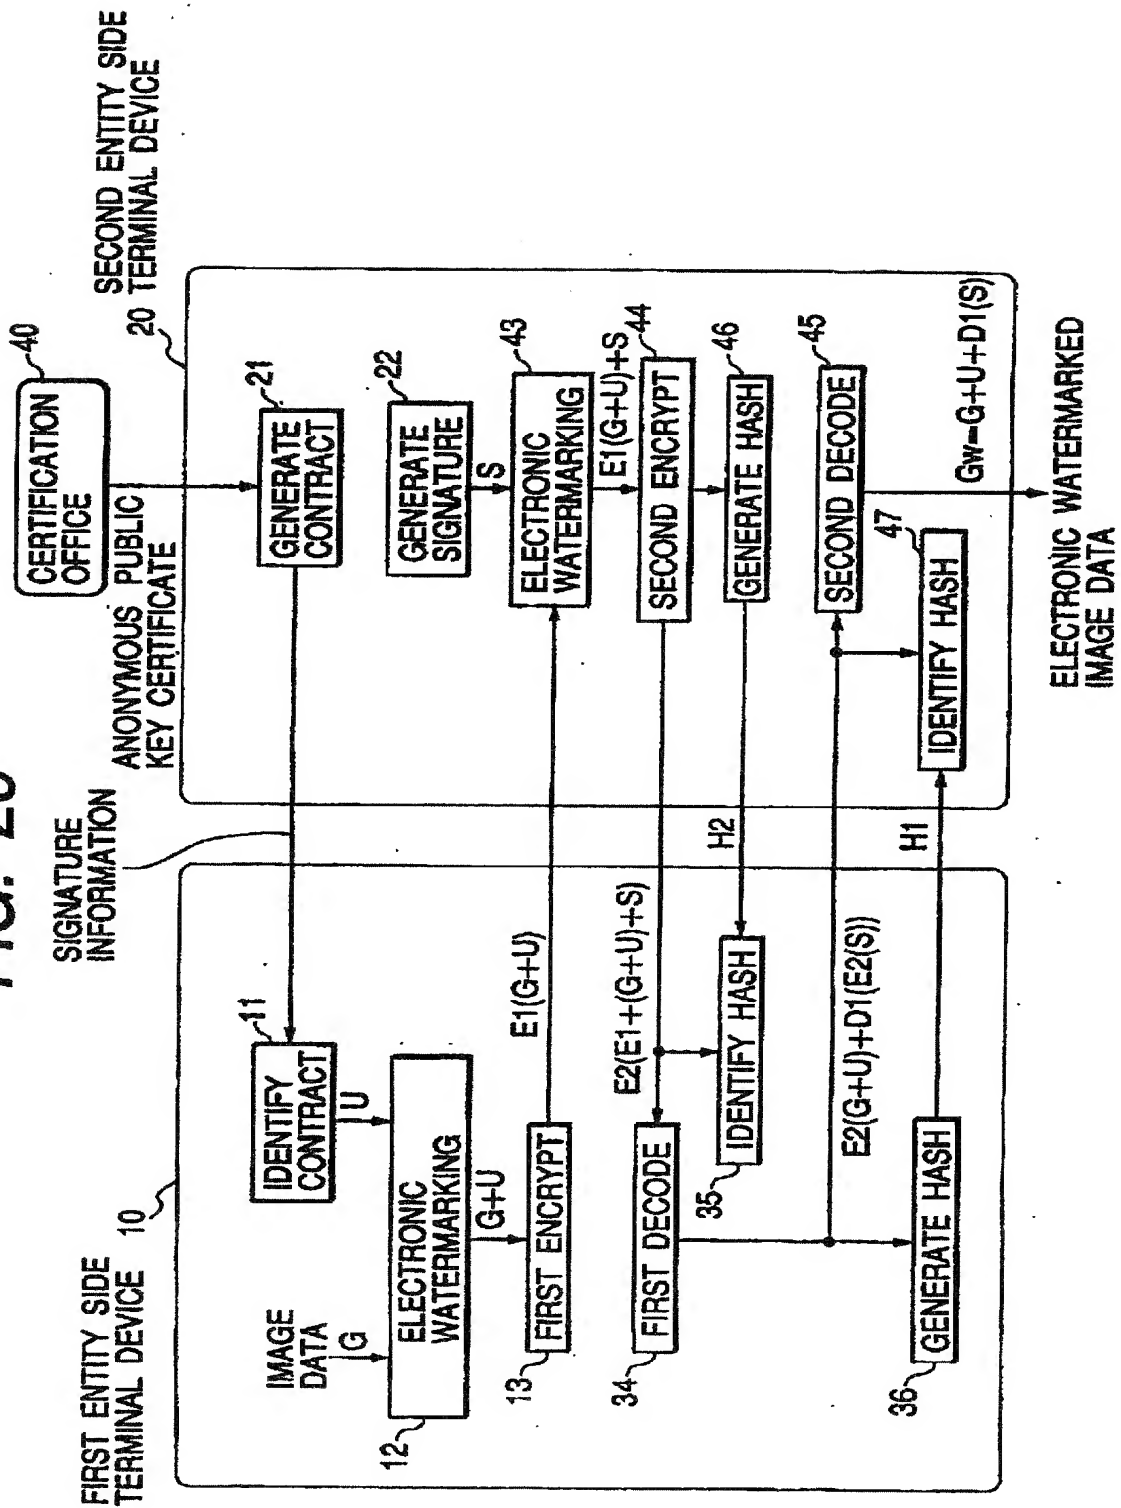 FIG.
FIRST ENTITY SIDE
TERMINAL DEVICE
10
SIGNATURE
INFORMATION
ANONYMOUS PUBLIC
KEY CERTIFICATE
CERTIFICATION
OFFICE
40
SECOND ENTITY SIDE
20 TERMINAL DEVICE
IMAGE
DATA
G
IDENTIFY
CONTRACT
11
U
GENERATE
CONTRACT
21
12
ELECTRONIC
WATERMARKING
G+U
GENERATE
SIGNATURE
22
S
13
FIRST ENCRYPT
E1(G+U)
ELECTRONIC
WATERMARKING
43
E1(G+U)+S
34
FIRST DECODE
E2(E1+(G+U)+S)
SECOND ENCRYPT
44
35
IDENTIFY HASH
H2
GENERATE HASH
46
E2(G+U)+D1(E2(S))
SECOND DECODE
45
36
GENERATE HASH
H1
IDENTIFY HASH
47
Gw=G+U+D1(S)
ELECTRONIC WATERMARKED
IMAGE DATA